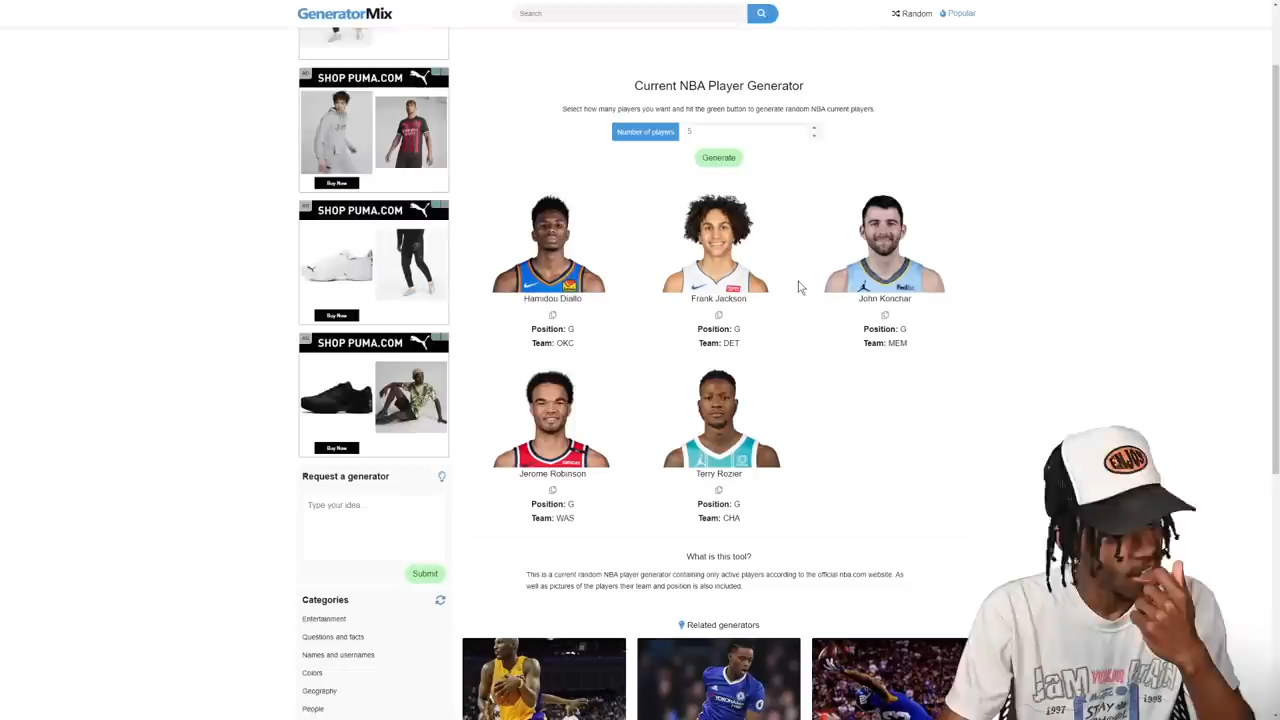 GeneratorMix
Search
Random
Popular
SHOP PUMA.COM
Buy Now
SHOP PUMA.COM
Buy Now
SHOP PUMA.COM
Buy Now
Request a generator
Type your idea...
Submit
Categories
Entertainment
Questions and facts
Names and usernames
Colors
Geography
People
Current NBA Player Generator
Select how many players you want and hit the green button to generate random NBA current players.
Number of players
5
Generate
Hamidou Diallo
Position: G
Team: OKC
Frank Jackson
Position: G
Team: DET
John Konchar
Position: G
Team: MEM
Jerome Robinson
Position: G
Team: WAS
Terry Rozier
Position: G
Team: CHA
What is this tool?
This is a current random NBA player generator containing only active players according to the official nba.com website. As
well as pictures of the players their team and position is also included.
Related generators
ENJOY
1997
1998